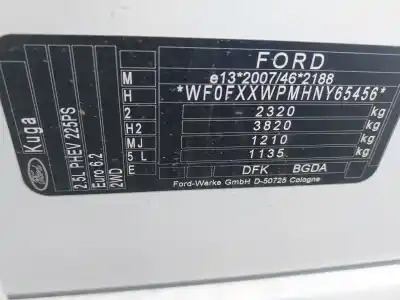 FORD
M e13*2007/46*2188
H *WF0FXXWPMHNY65456*
2 2320 kg
H2 3820 kg
MJ 1210 kg
5 L 1135 kg
E DFK BGDA
Ford-Werke GmbH D-50725 Cologne
Ford Kuga
2.5L PHEV 225PS
Euro 6.2
2WD